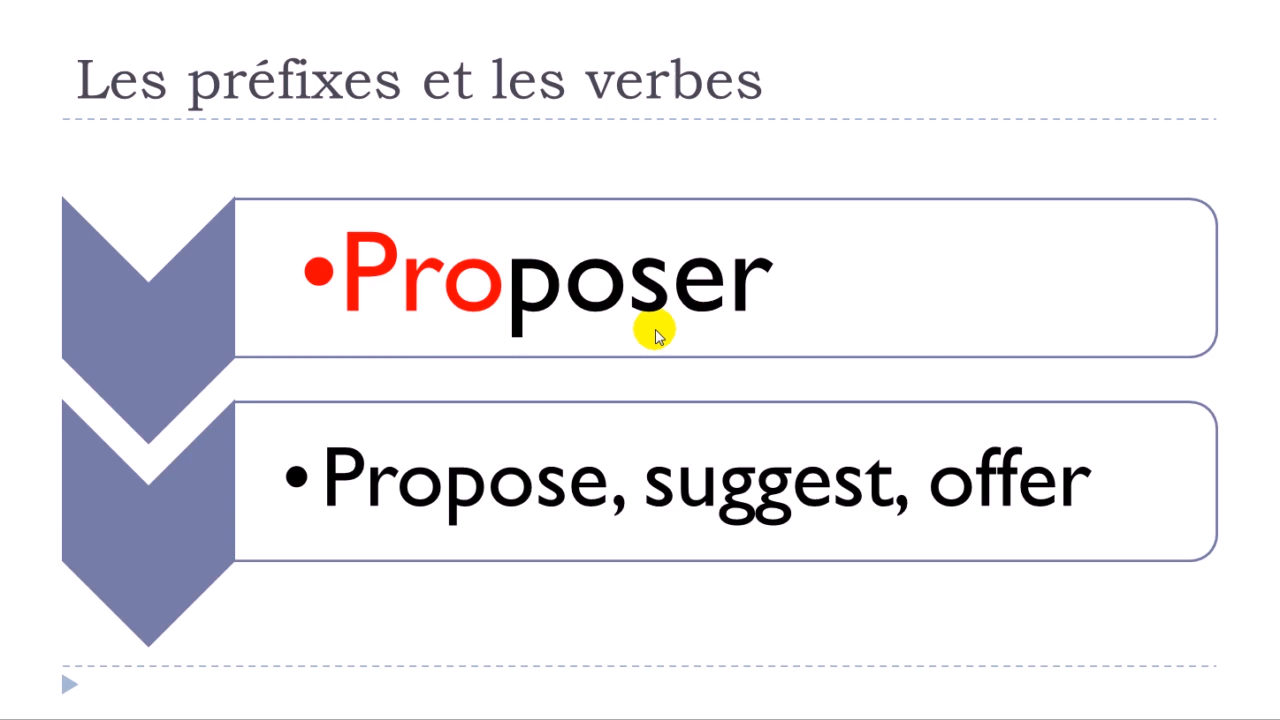 Les préfixes et les verbes
•Proposer
• Propose, suggest, offer